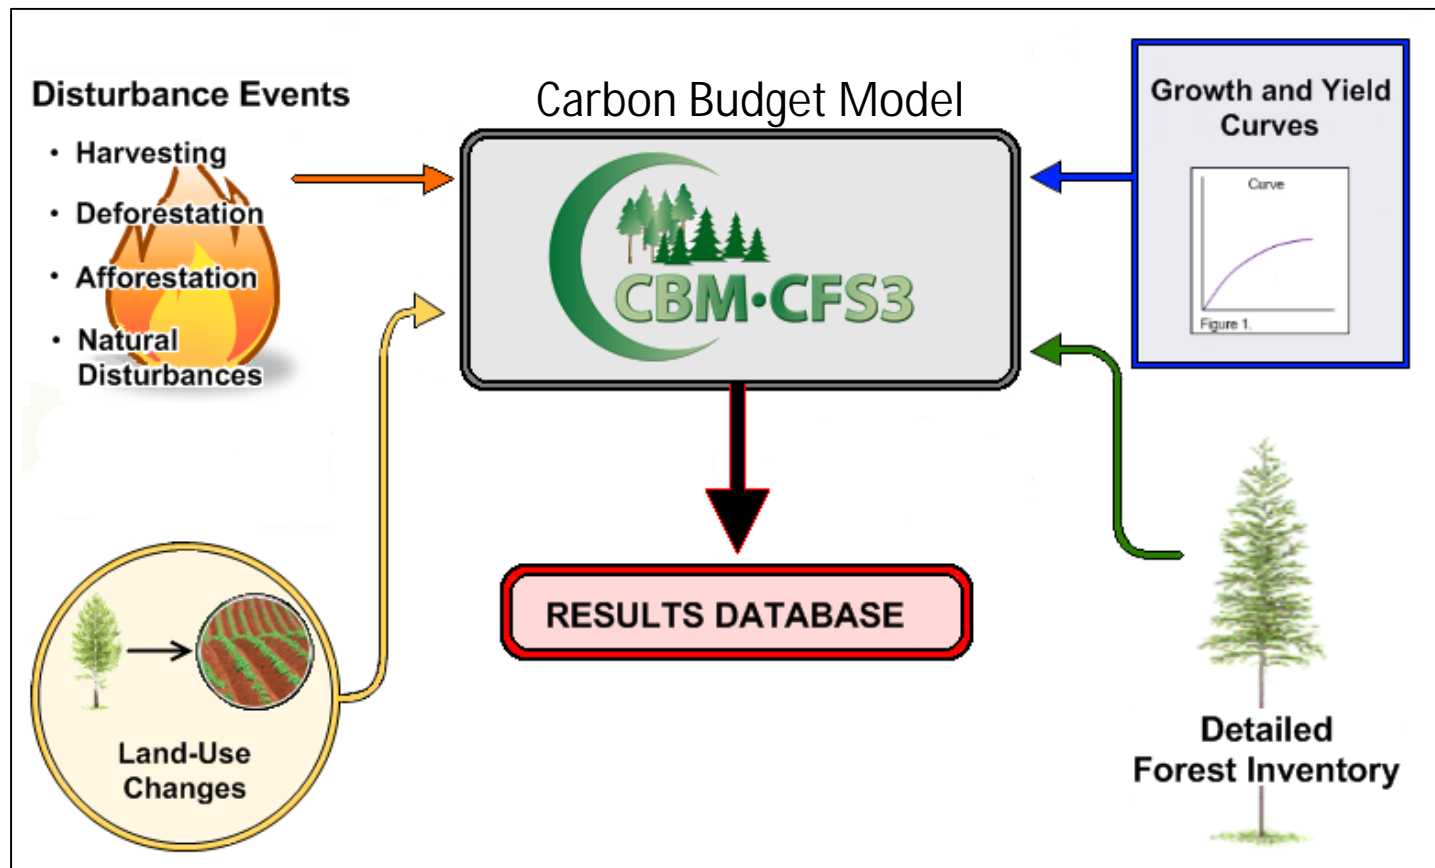 Disturbance Events
• Harvesting
• Deforestation
• Afforestation
• Natural
Disturbances
Carbon Budget Model
CBM•CFS3
Growth and Yield
Curves
Curve
Figure 1.
RESULTS DATABASE
Land-Use
Changes
Detailed
Forest Inventory